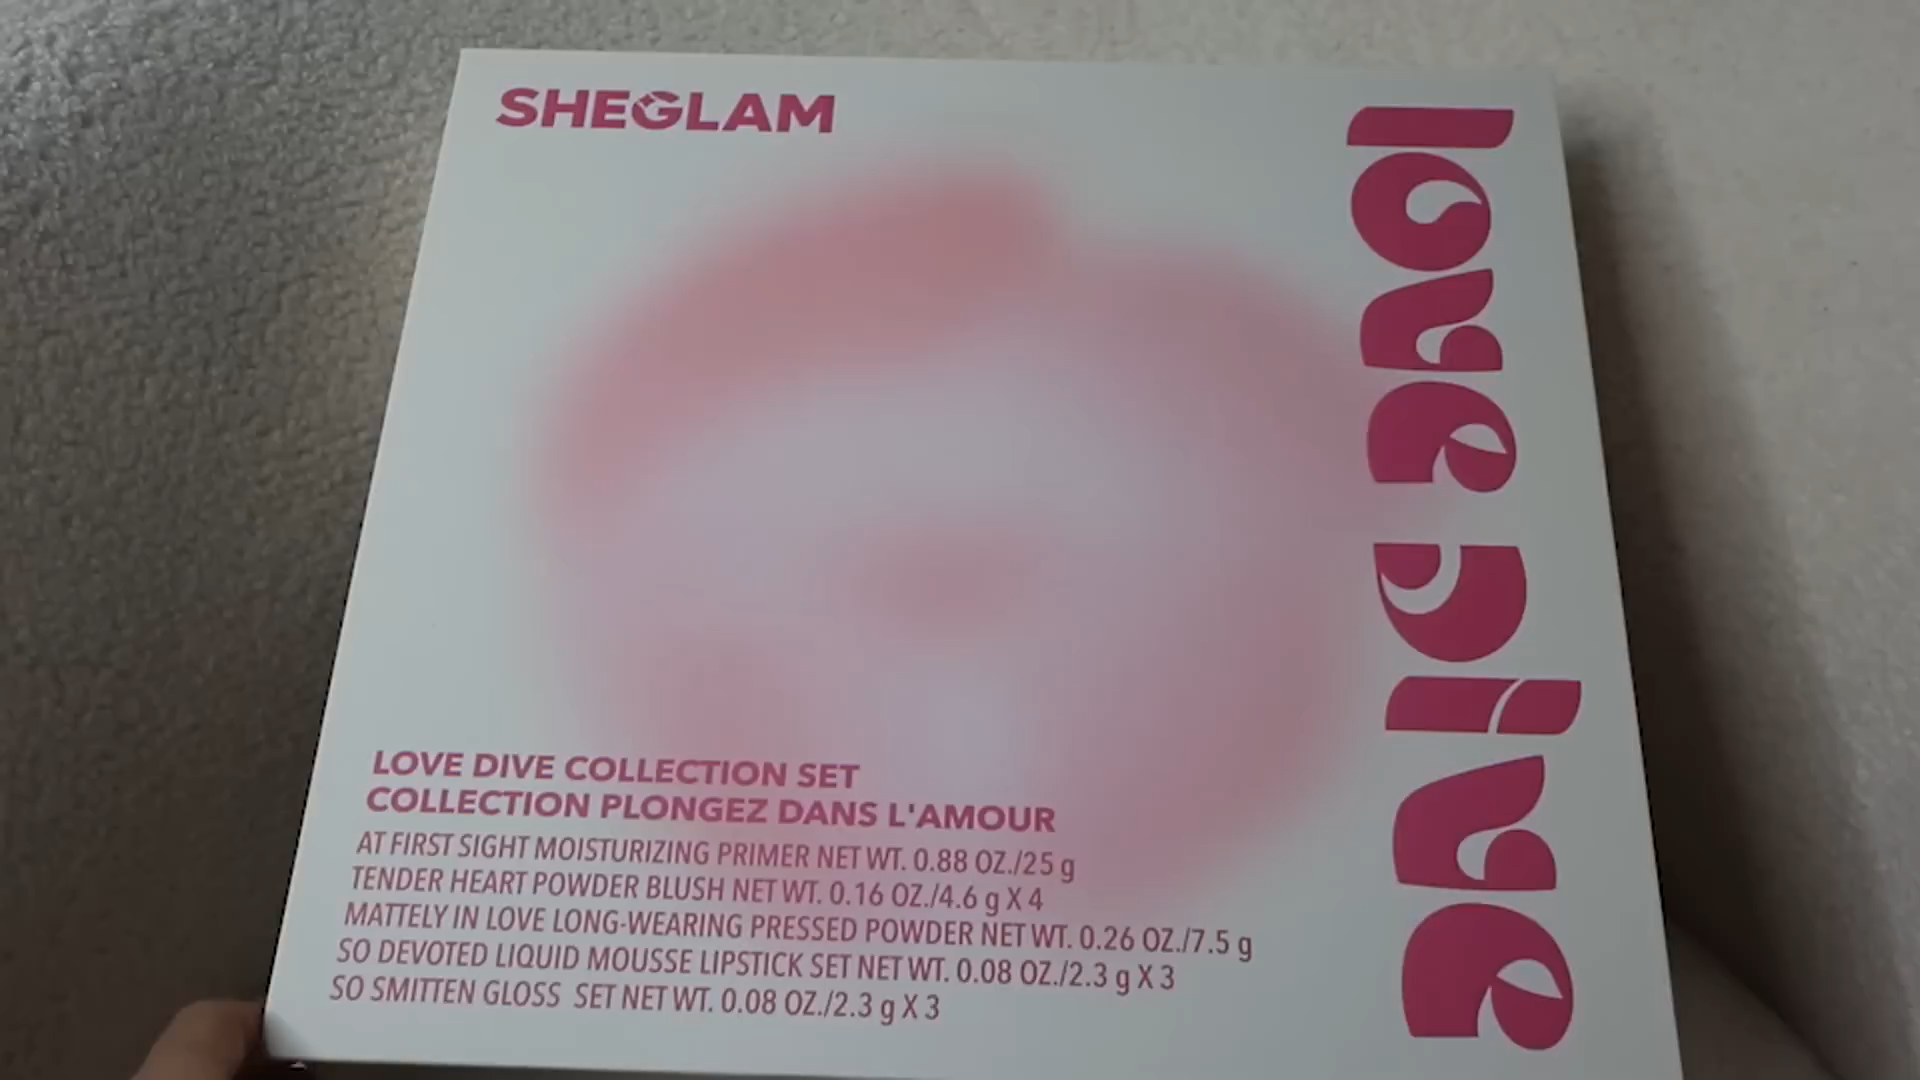 SHEGLAM
love Dive
LOVE DIVE COLLECTION SET
COLLECTION PLONGEZ DANS L'AMOUR
AT FIRST SIGHT MOISTURIZING PRIMER NET WT. 0.88 OZ./25 g
TENDER HEART POWDER BLUSH NET WT. 0.16 OZ./4.6 g X 4
MATTELY IN LOVE LONG-WEARING PRESSED POWDER NET WT. 0.26 OZ./7.5 g
SO DEVOTED LIQUID MOUSSE LIPSTICK SET NET WT. 0.08 OZ./2.3 g X 3
SO SMITTEN GLOSS SET NET WT. 0.08 OZ./2.3 g X 3